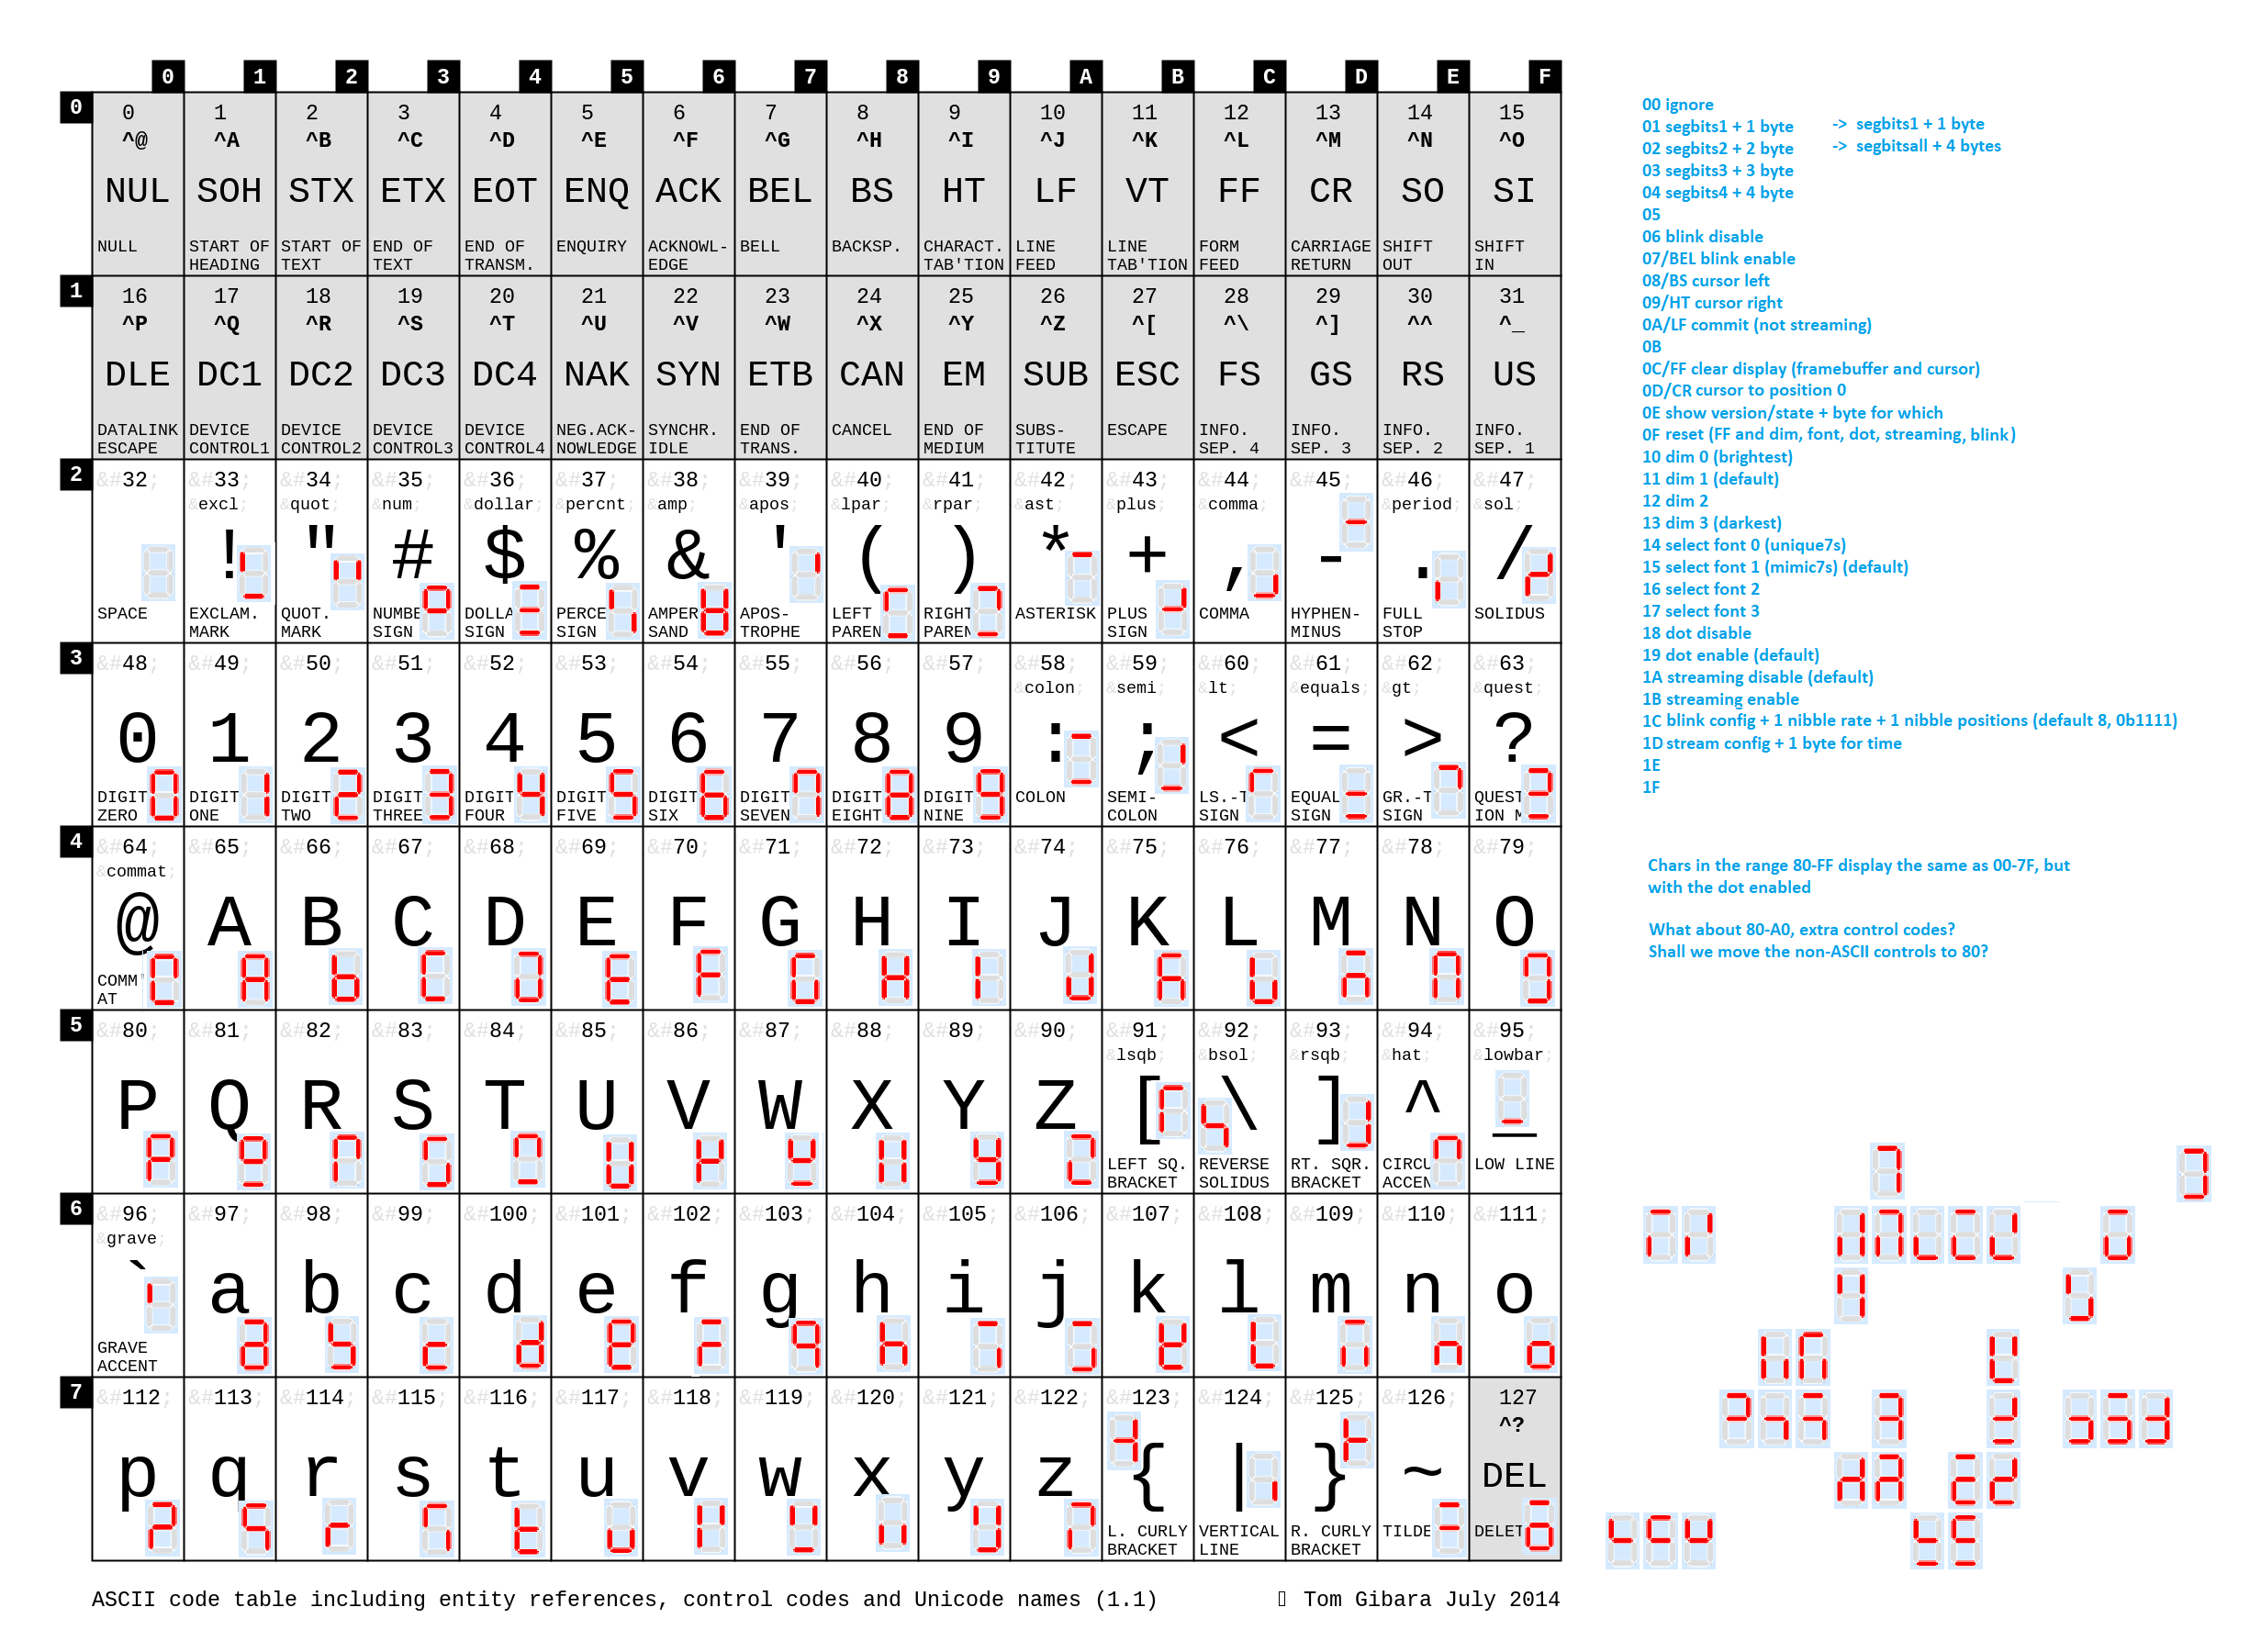 0 1 2 3 4 5 6 7 8 9 A B C D E F
0
0 1 2 3 4 5 6 7 8 9 10 11 12 13 14 15
^@ ^A ^B ^C ^D ^E ^F ^G ^H ^I ^J ^K ^L ^M ^N ^O
NUL SOH STX ETX EOT ENQ ACK BEL BS HT LF VT FF CR SO SI
NULL START OF START OF END OF END OF ENQUIRY ACKNOWL- BELL BACKSP. CHARACT. LINE LINE FORM CARRIAGE SHIFT SHIFT
HEADING TEXT TEXT TRANSM. EDGE TAB'TION FEED TAB'TION FEED RETURN OUT IN
1
16 17 18 19 20 21 22 23 24 25 26 27 28 29 30 31
^P ^Q ^R ^S ^T ^U ^V ^W ^X ^Y ^Z ^[ ^\ ^] ^^ ^_
DLE DC1 DC2 DC3 DC4 NAK SYN ETB CAN EM SUB ESC FS GS RS US
DATALINK DEVICE DEVICE DEVICE DEVICE NEG.ACK- SYNCHR. END OF CANCEL END OF SUBS- ESCAPE INFO. INFO. INFO. INFO.
ESCAPE CONTROL1 CONTROL2 CONTROL3 CONTROL4 NOWLEDGE IDLE TRANS. MEDIUM TITUTE SEP. 4 SEP. 3 SEP. 2 SEP. 1
2
&#32; &#33; &#34; &#35; &#36; &#37; &#38; &#39; &#40; &#41; &#42; &#43; &#44; &#45; &#46; &#47;
&excl; &quot; &num; &dollar; &percnt; &amp; &apos; &lpar; &rpar; &ast; &plus; &comma; &period; &sol;
! " # $ % & ' ( ) * + , - . /
SPACE EXCLAM. QUOT. NUMBE DOLLA PERCE AMPER APOS- LEFT RIGHT ASTERISK PLUS COMMA HYPHEN- FULL SOLIDUS
MARK MARK SIGN SIGN SIGN SAND TROPHE PAREN PAREN SIGN MINUS STOP
3
&#48; &#49; &#50; &#51; &#52; &#53; &#54; &#55; &#56; &#57; &#58; &#59; &#60; &#61; &#62; &#63;
&colon; &semi; &lt; &equals; &gt; &quest;
0 1 2 3 4 5 6 7 8 9 : ; < = > ?
DIGIT DIGIT DIGIT DIGIT DIGIT DIGIT DIGIT DIGIT DIGIT DIGIT COLON SEMI- LS.-T EQUAL GR.-T QUEST
ZERO ONE TWO THREE FOUR FIVE SIX SEVEN EIGHT NINE COLON SIGN SIGN SIGN ION M
4
&#64; &#65; &#66; &#67; &#68; &#69; &#70; &#71; &#72; &#73; &#74; &#75; &#76; &#77; &#78; &#79;
&commat;
@ A B C D E F G H I J K L M N O
COMM
AT
5
&#80; &#81; &#82; &#83; &#84; &#85; &#86; &#87; &#88; &#89; &#90; &#91; &#92; &#93; &#94; &#95;
&lsqb; &bsol; &rsqb; &hat; &lowbar;
P Q R S T U V W X Y Z [ \ ] ^ _
LEFT SQ. REVERSE RT. SQR. CIRCU LOW LINE
BRACKET SOLIDUS BRACKET ACCEN
6
&#96; &#97; &#98; &#99; &#100; &#101; &#102; &#103; &#104; &#105; &#106; &#107; &#108; &#109; &#110; &#111;
&grave;
` a b c d e f g h i j k l m n o
GRAVE
ACCENT
7
&#112; &#113; &#114; &#115; &#116; &#117; &#118; &#119; &#120; &#121; &#122; &#123; &#124; &#125; &#126; 127
^?
p q r s t u v w x y z { | } ~ DEL
L. CURLY VERTICAL R. CURLY TILDE DELET
BRACKET LINE BRACKET
ASCII code table including entity references, control codes and Unicode names (1.1) Tom Gibara July 2014
00 ignore
01 segbits1 + 1 byte -> segbits1 + 1 byte
02 segbits2 + 2 byte -> segbitsall + 4 bytes
03 segbits3 + 3 byte
04 segbits4 + 4 byte
05
06 blink disable
07/BEL blink enable
08/BS cursor left
09/HT cursor right
0A/LF commit (not streaming)
0B
0C/FF clear display (framebuffer and cursor)
0D/CR cursor to position 0
0E show version/state + byte for which
0F reset (FF and dim, font, dot, streaming, blink)
10 dim 0 (brightest)
11 dim 1 (default)
12 dim 2
13 dim 3 (darkest)
14 select font 0 (unique7s)
15 select font 1 (mimic7s) (default)
16 select font 2
17 select font 3
18 dot disable
19 dot enable (default)
1A streaming disable (default)
1B streaming enable
1C blink config + 1 nibble rate + 1 nibble positions (default 8, 0b1111)
1D stream config + 1 byte for time
1E
1F
Chars in the range 80-FF display the same as 00-7F, but
with the dot enabled
What about 80-A0, extra control codes?
Shall we move the non-ASCII controls to 80?